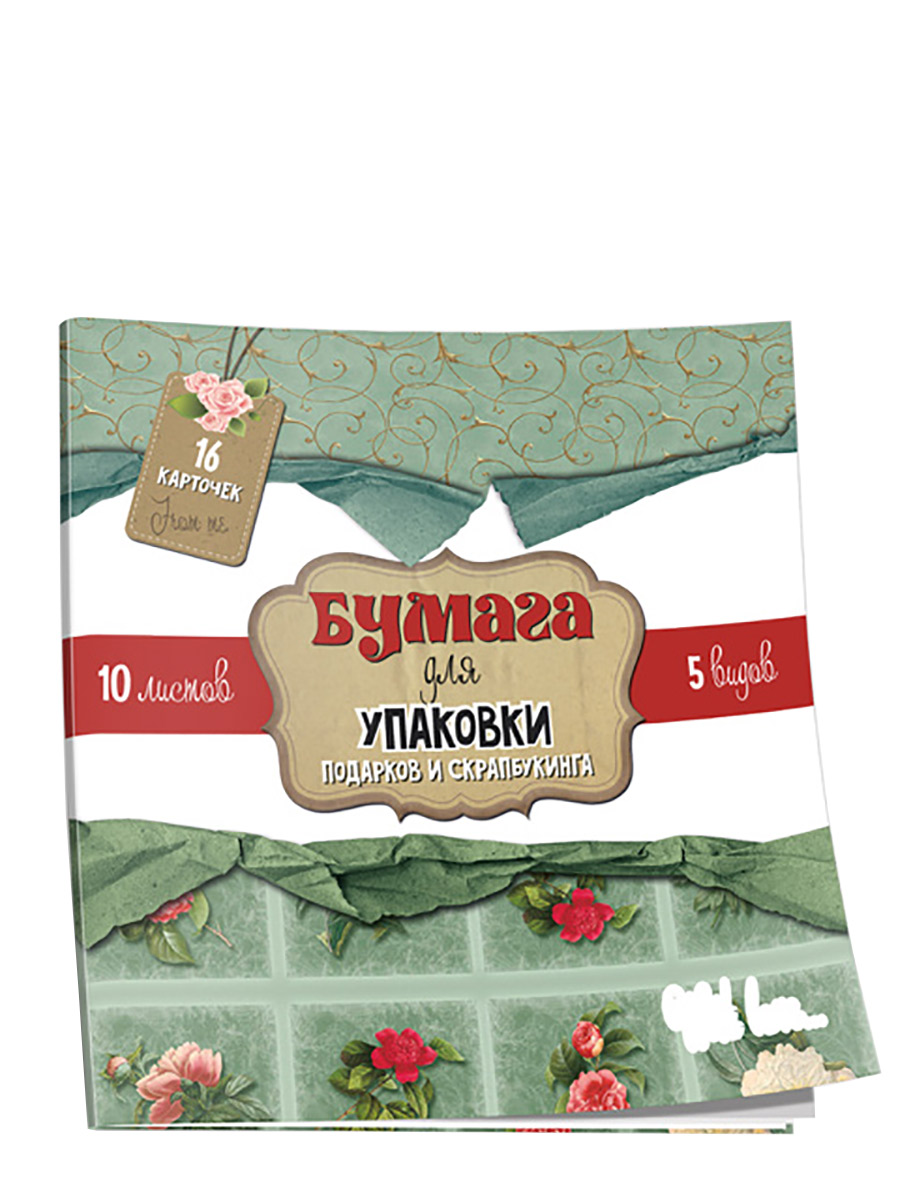 16
КАРТОЧЕК
From me
БУМАГА
для
УПАКОВКИ
ПОДАРКОВ И СКРАПБУКИНГА
10 листов
5 видов